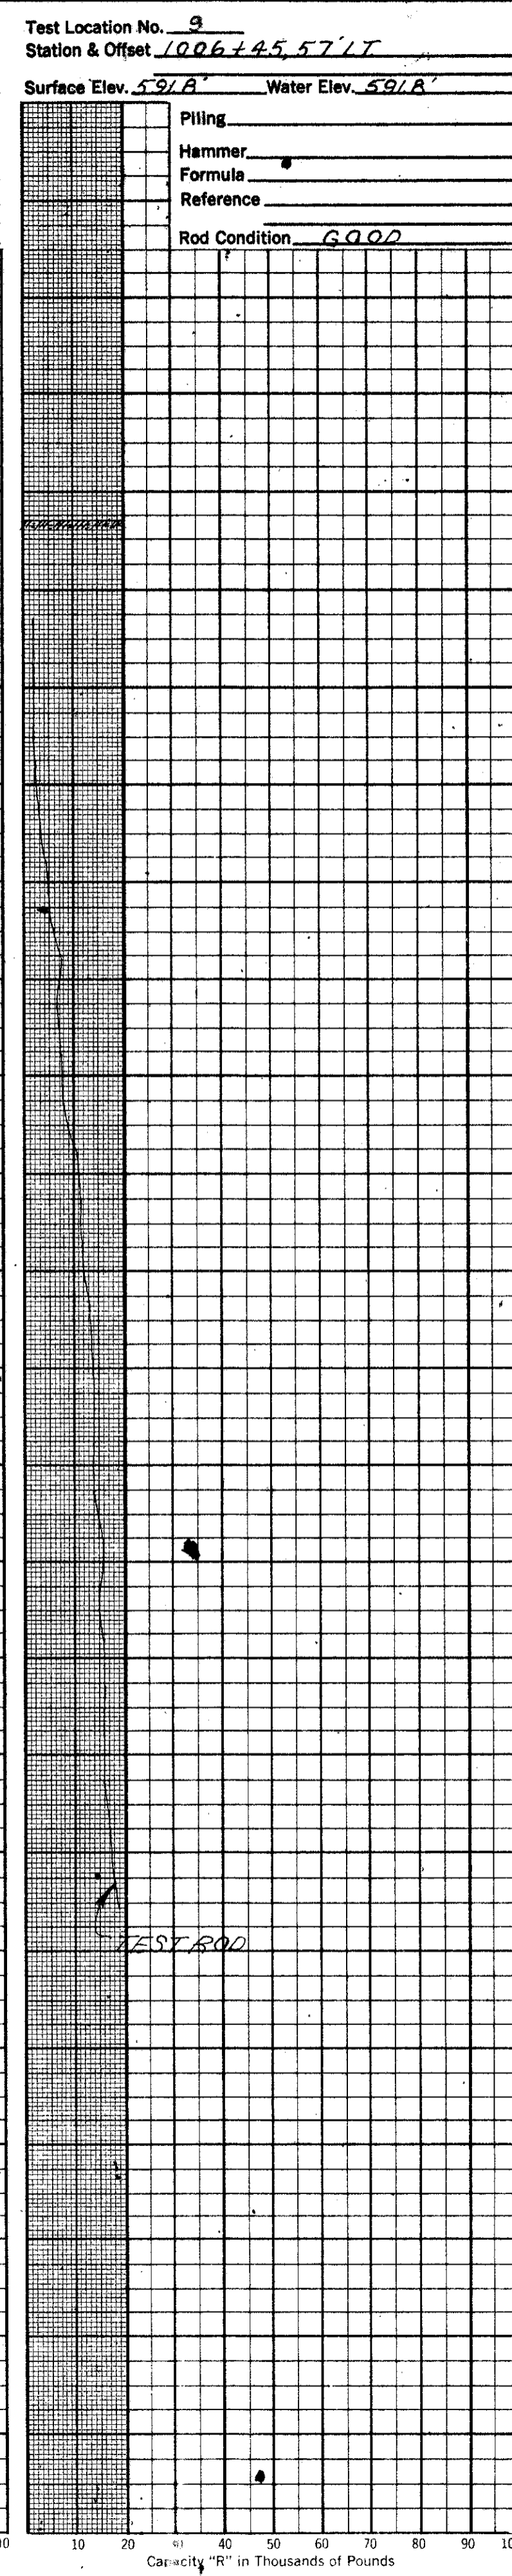 Test Location No. 9
Station & Offset 1006+45, 57' LT.
Surface Elev. 591.8' Water Elev. 591.8'
Piling
Hammer
Formula
Reference
Rod Condition GOOD
TEST ROD
10 20 30 40 50 60 70 80 90
Capacity "R" in Thousands of Pounds